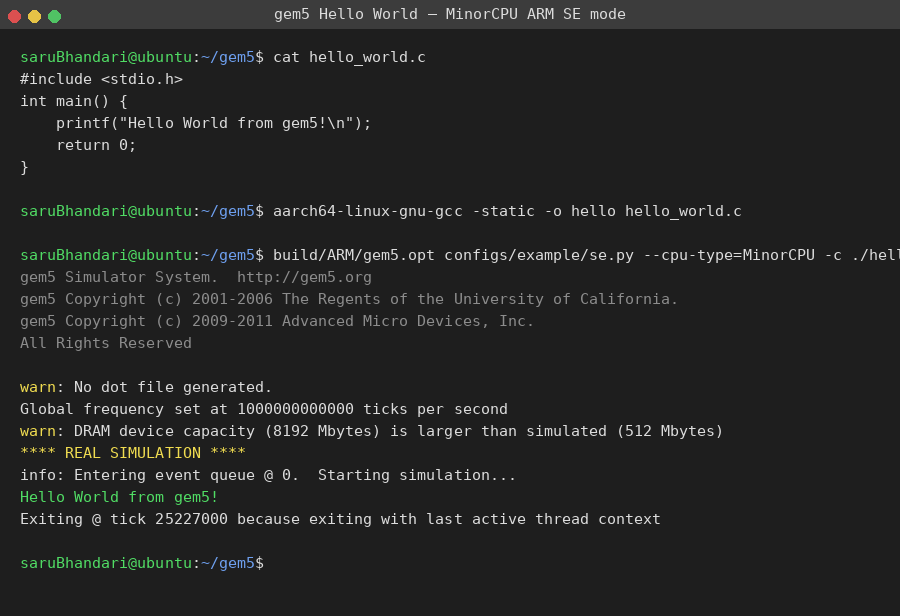 gem5 Hello World — MinorCPU ARM SE mode
saruBhandari@ubuntu:~/gem5$ cat hello_world.c
#include <stdio.h>
int main() {
    printf("Hello World from gem5!\n");
    return 0;
}
saruBhandari@ubuntu:~/gem5$ aarch64-linux-gnu-gcc -static -o hello hello_world.c
saruBhandari@ubuntu:~/gem5$ build/ARM/gem5.opt configs/example/se.py --cpu-type=MinorCPU -c ./hell
gem5 Simulator System.  http://gem5.org
gem5 Copyright (c) 2001-2006 The Regents of the University of California.
gem5 Copyright (c) 2009-2011 Advanced Micro Devices, Inc.
All Rights Reserved
warn: No dot file generated.
Global frequency set at 1000000000000 ticks per second
warn: DRAM device capacity (8192 Mbytes) is larger than simulated (512 Mbytes)
**** REAL SIMULATION ****
info: Entering event queue @ 0.  Starting simulation...
Hello World from gem5!
Exiting @ tick 25227000 because exiting with last active thread context
saruBhandari@ubuntu:~/gem5$